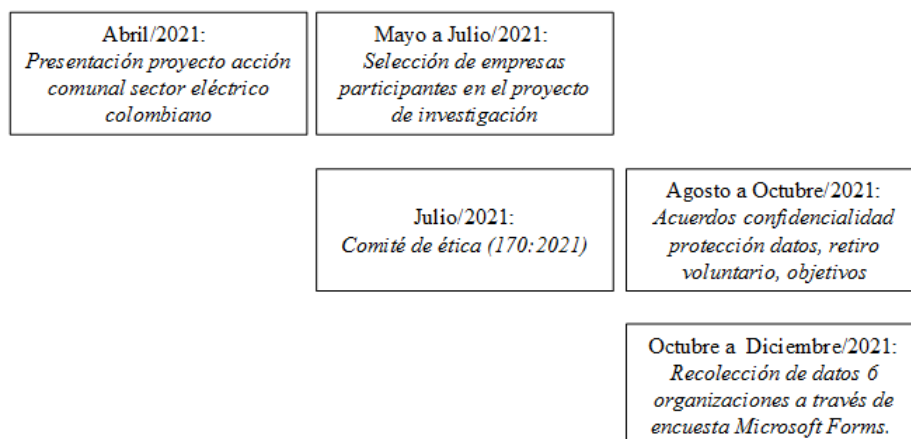 Abril/2021:
Presentación proyecto acción
comunal sector eléctrico
colombiano
Mayo a Julio/2021:
Selección de empresas
participantes en el proyecto
de investigación
Julio/2021:
Comité de ética (170:2021)
Agosto a Octubre/2021:
Acuerdos confidencialidad
protección datos, retiro
voluntario, objetivos
Octubre a Diciembre/2021:
Recolección de datos 6
organizaciones a través de
encuesta Microsoft Forms.